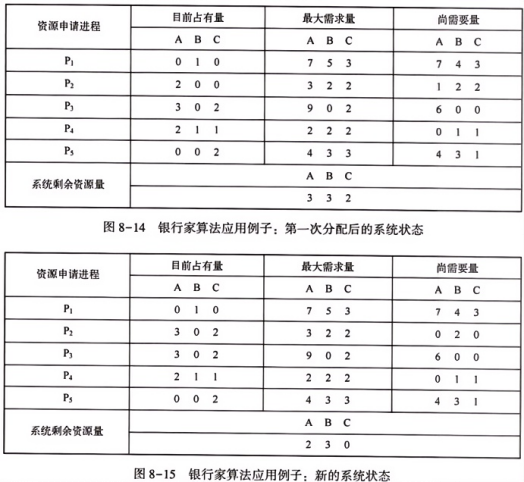 资源申请进程 目前占有量 最大需求量 尚需要量
A B C A B C A B C
P₁ 0 1 0 7 5 3 7 4 3
P₂ 2 0 0 3 2 2 1 2 2
P₃ 3 0 2 9 0 2 6 0 0
P₄ 2 1 1 2 2 2 0 1 1
P₅ 0 0 2 4 3 3 4 3 1
系统剩余资源量 A B C
3 3 2
图 8-14 银行家算法应用例子：第一次分配后的系统状态
资源申请进程 目前占有量 最大需求量 尚需要量
A B C A B C A B C
P₁ 0 1 0 7 5 3 7 4 3
P₂ 3 0 2 3 2 2 0 2 0
P₃ 3 0 2 9 0 2 6 0 0
P₄ 2 1 1 2 2 2 0 1 1
P₅ 0 0 2 4 3 3 4 3 1
系统剩余资源量 A B C
2 3 0
图 8-15 银行家算法应用例子：新的系统状态